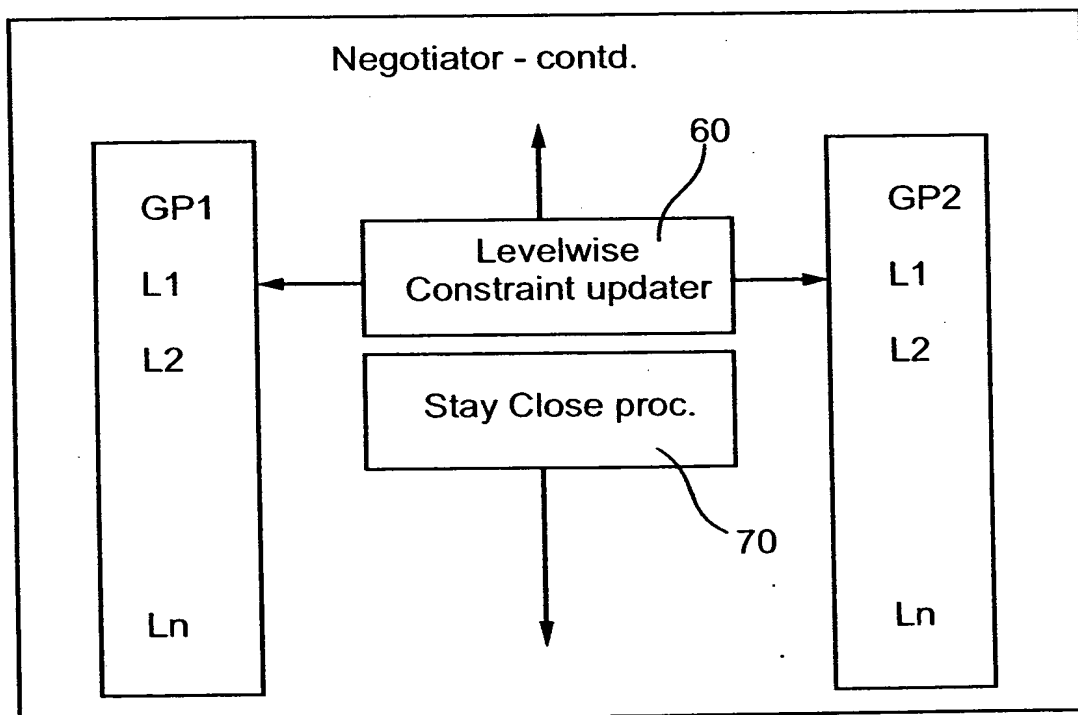 Negotiator - contd.
60
GP1
L1
L2
Ln
Levelwise
Constraint updater
Stay Close proc.
70
GP2
L1
L2
Ln